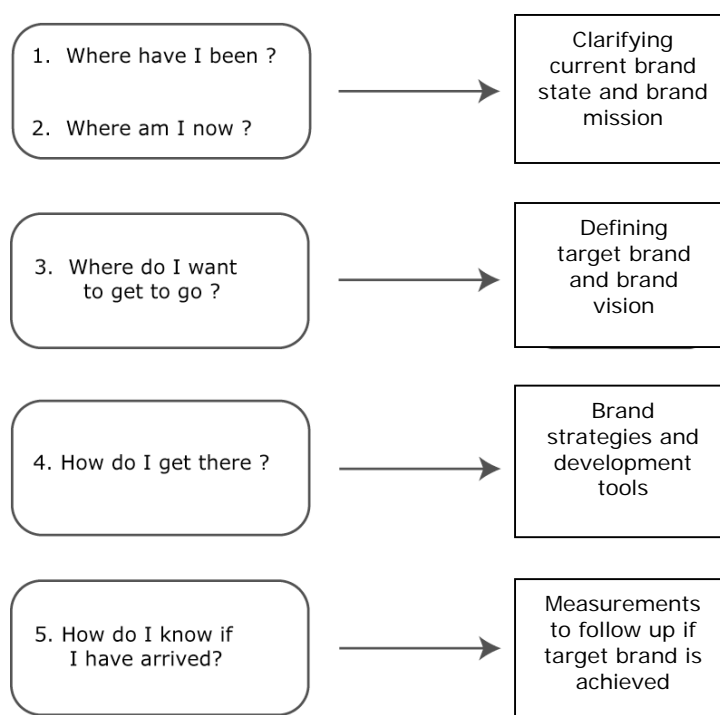 1. Where have I been ?
2. Where am I now ?
Clarifying
current brand
state and brand
mission
3. Where do I want
to get to go ?
Defining
target brand
and brand
vision
4. How do I get there ?
Brand
strategies and
development
tools
5. How do I know if
I have arrived?
Measurements
to follow up if
target brand is
achieved